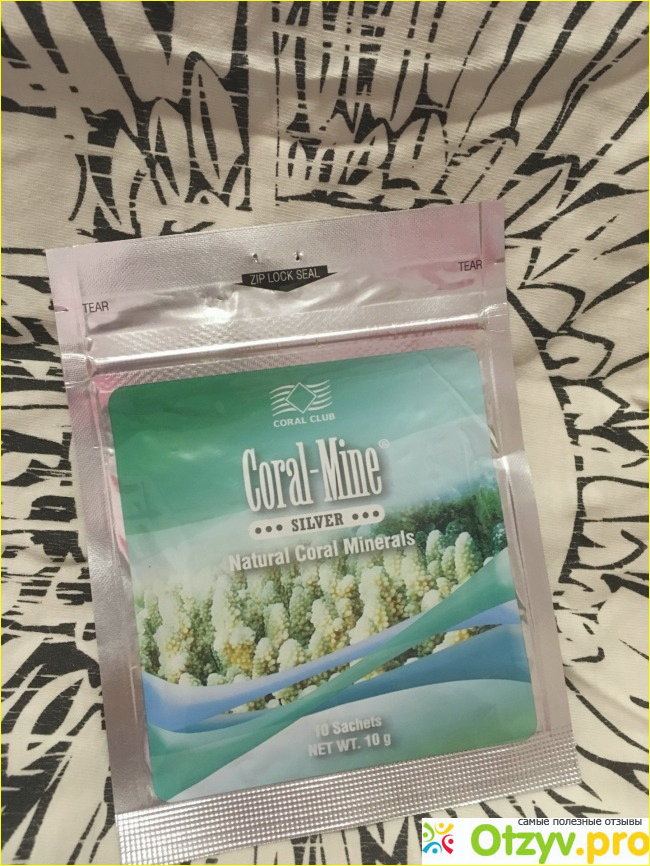 ZIP LOCK SEAL
TEAR
TEAR
CORAL CLUB
Coral-Mine®
••• SILVER •••
Natural Coral Minerals
10 Sachets
NET WT. 10 g
самые полезные отзывы
Otzyv.pro